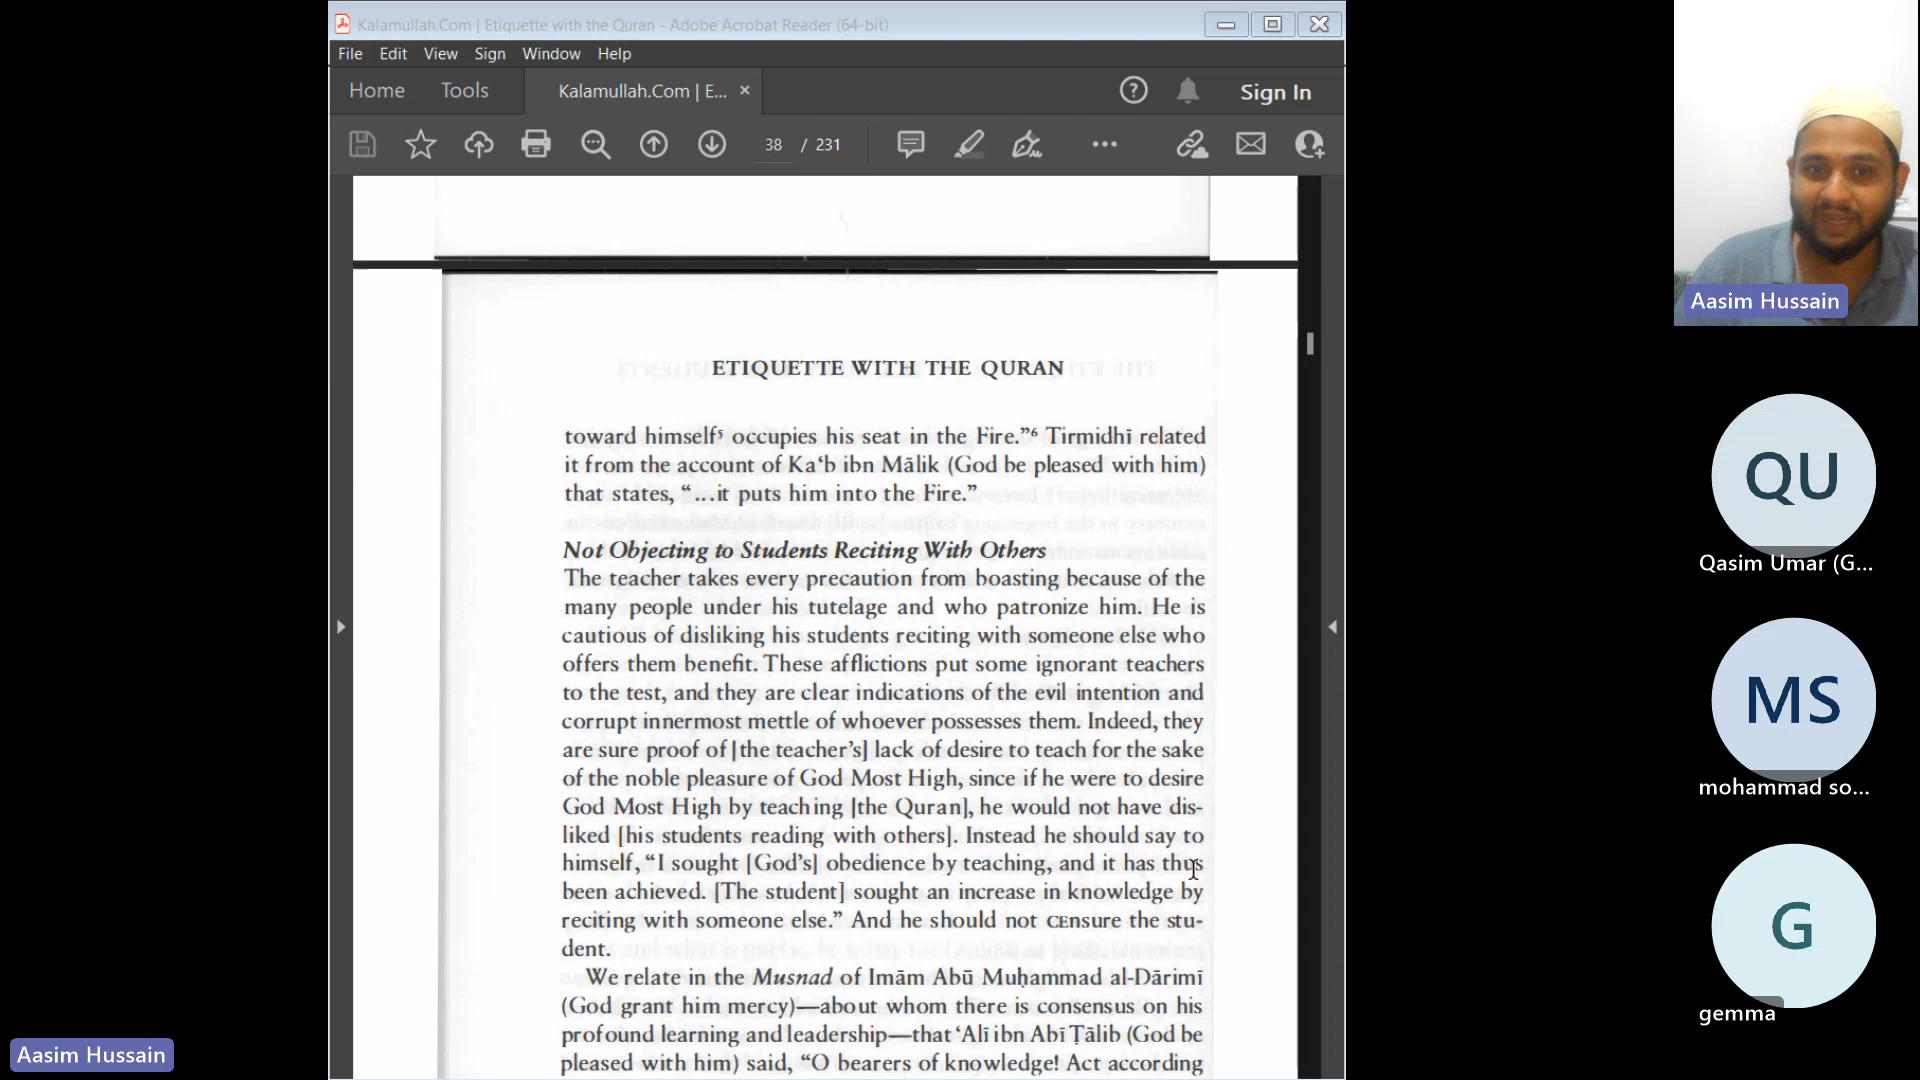 Kalamullah.Com | Etiquette with the Quran - Adobe Acrobat Reader (64-bit)
File Edit View Sign Window Help
Home Tools Kalamullah.Com | E... × Sign In
38 / 231
ETIQUETTE WITH THE QURAN
toward himself⁵ occupies his seat in the Fire.”⁶ Tirmidhī related
it from the account of Ka‘b ibn Mālik (God be pleased with him)
that states, “...it puts him into the Fire.”
Not Objecting to Students Reciting With Others
The teacher takes every precaution from boasting because of the
many people under his tutelage and who patronize him. He is
cautious of disliking his students reciting with someone else who
offers them benefit. These afflictions put some ignorant teachers
to the test, and they are clear indications of the evil intention and
corrupt innermost mettle of whoever possesses them. Indeed, they
are sure proof of [the teacher’s] lack of desire to teach for the sake
of the noble pleasure of God Most High, since if he were to desire
God Most High by teaching [the Quran], he would not have dis-
liked [his students reading with others]. Instead he should say to
himself, “I sought [God’s] obedience by teaching, and it has thus
been achieved. [The student] sought an increase in knowledge by
reciting with someone else.” And he should not CEnsure the stu-
dent.
We relate in the Musnad of Imām Abū Muḥammad al-Dārimī
(God grant him mercy)—about whom there is consensus on his
profound learning and leadership—that ‘Alī ibn Abī Ṭālib (God be
pleased with him) said, “O bearers of knowledge! Act according
Aasim Hussain
QU
Qasim Umar (G...
MS
mohammad so...
G
gemma
Aasim Hussain